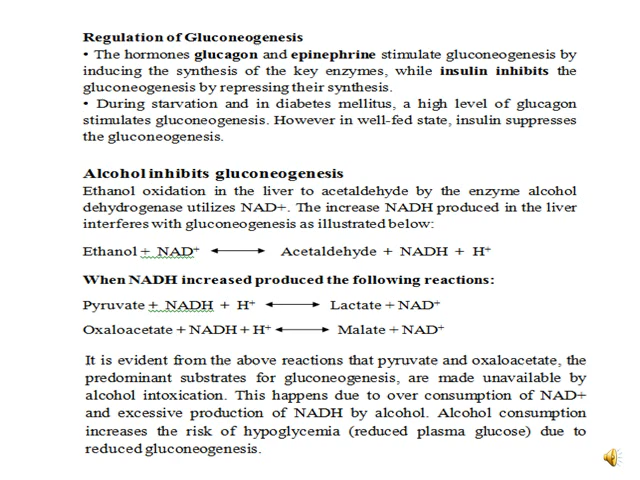 Regulation of Gluconeogenesis
• The hormones glucagon and epinephrine stimulate gluconeogenesis by
inducing the synthesis of the key enzymes, while insulin inhibits the
gluconeogenesis by repressing their synthesis.
• During starvation and in diabetes mellitus, a high level of glucagon
stimulates gluconeogenesis. However in well-fed state, insulin suppresses
the gluconeogenesis.
Alcohol inhibits gluconeogenesis
Ethanol oxidation in the liver to acetaldehyde by the enzyme alcohol
dehydrogenase utilizes NAD+. The increase NADH produced in the liver
interferes with gluconeogenesis as illustrated below:
Ethanol + NAD⁺ ⟷ Acetaldehyde + NADH + H⁺
When NADH increased produced the following reactions:
Pyruvate + NADH + H⁺ ⟷ Lactate + NAD⁺
Oxaloacetate + NADH + H⁺ ⟷ Malate + NAD⁺
It is evident from the above reactions that pyruvate and oxaloacetate, the
predominant substrates for gluconeogenesis, are made unavailable by
alcohol intoxication. This happens due to over consumption of NAD+
and excessive production of NADH by alcohol. Alcohol consumption
increases the risk of hypoglycemia (reduced plasma glucose) due to
reduced gluconeogenesis.